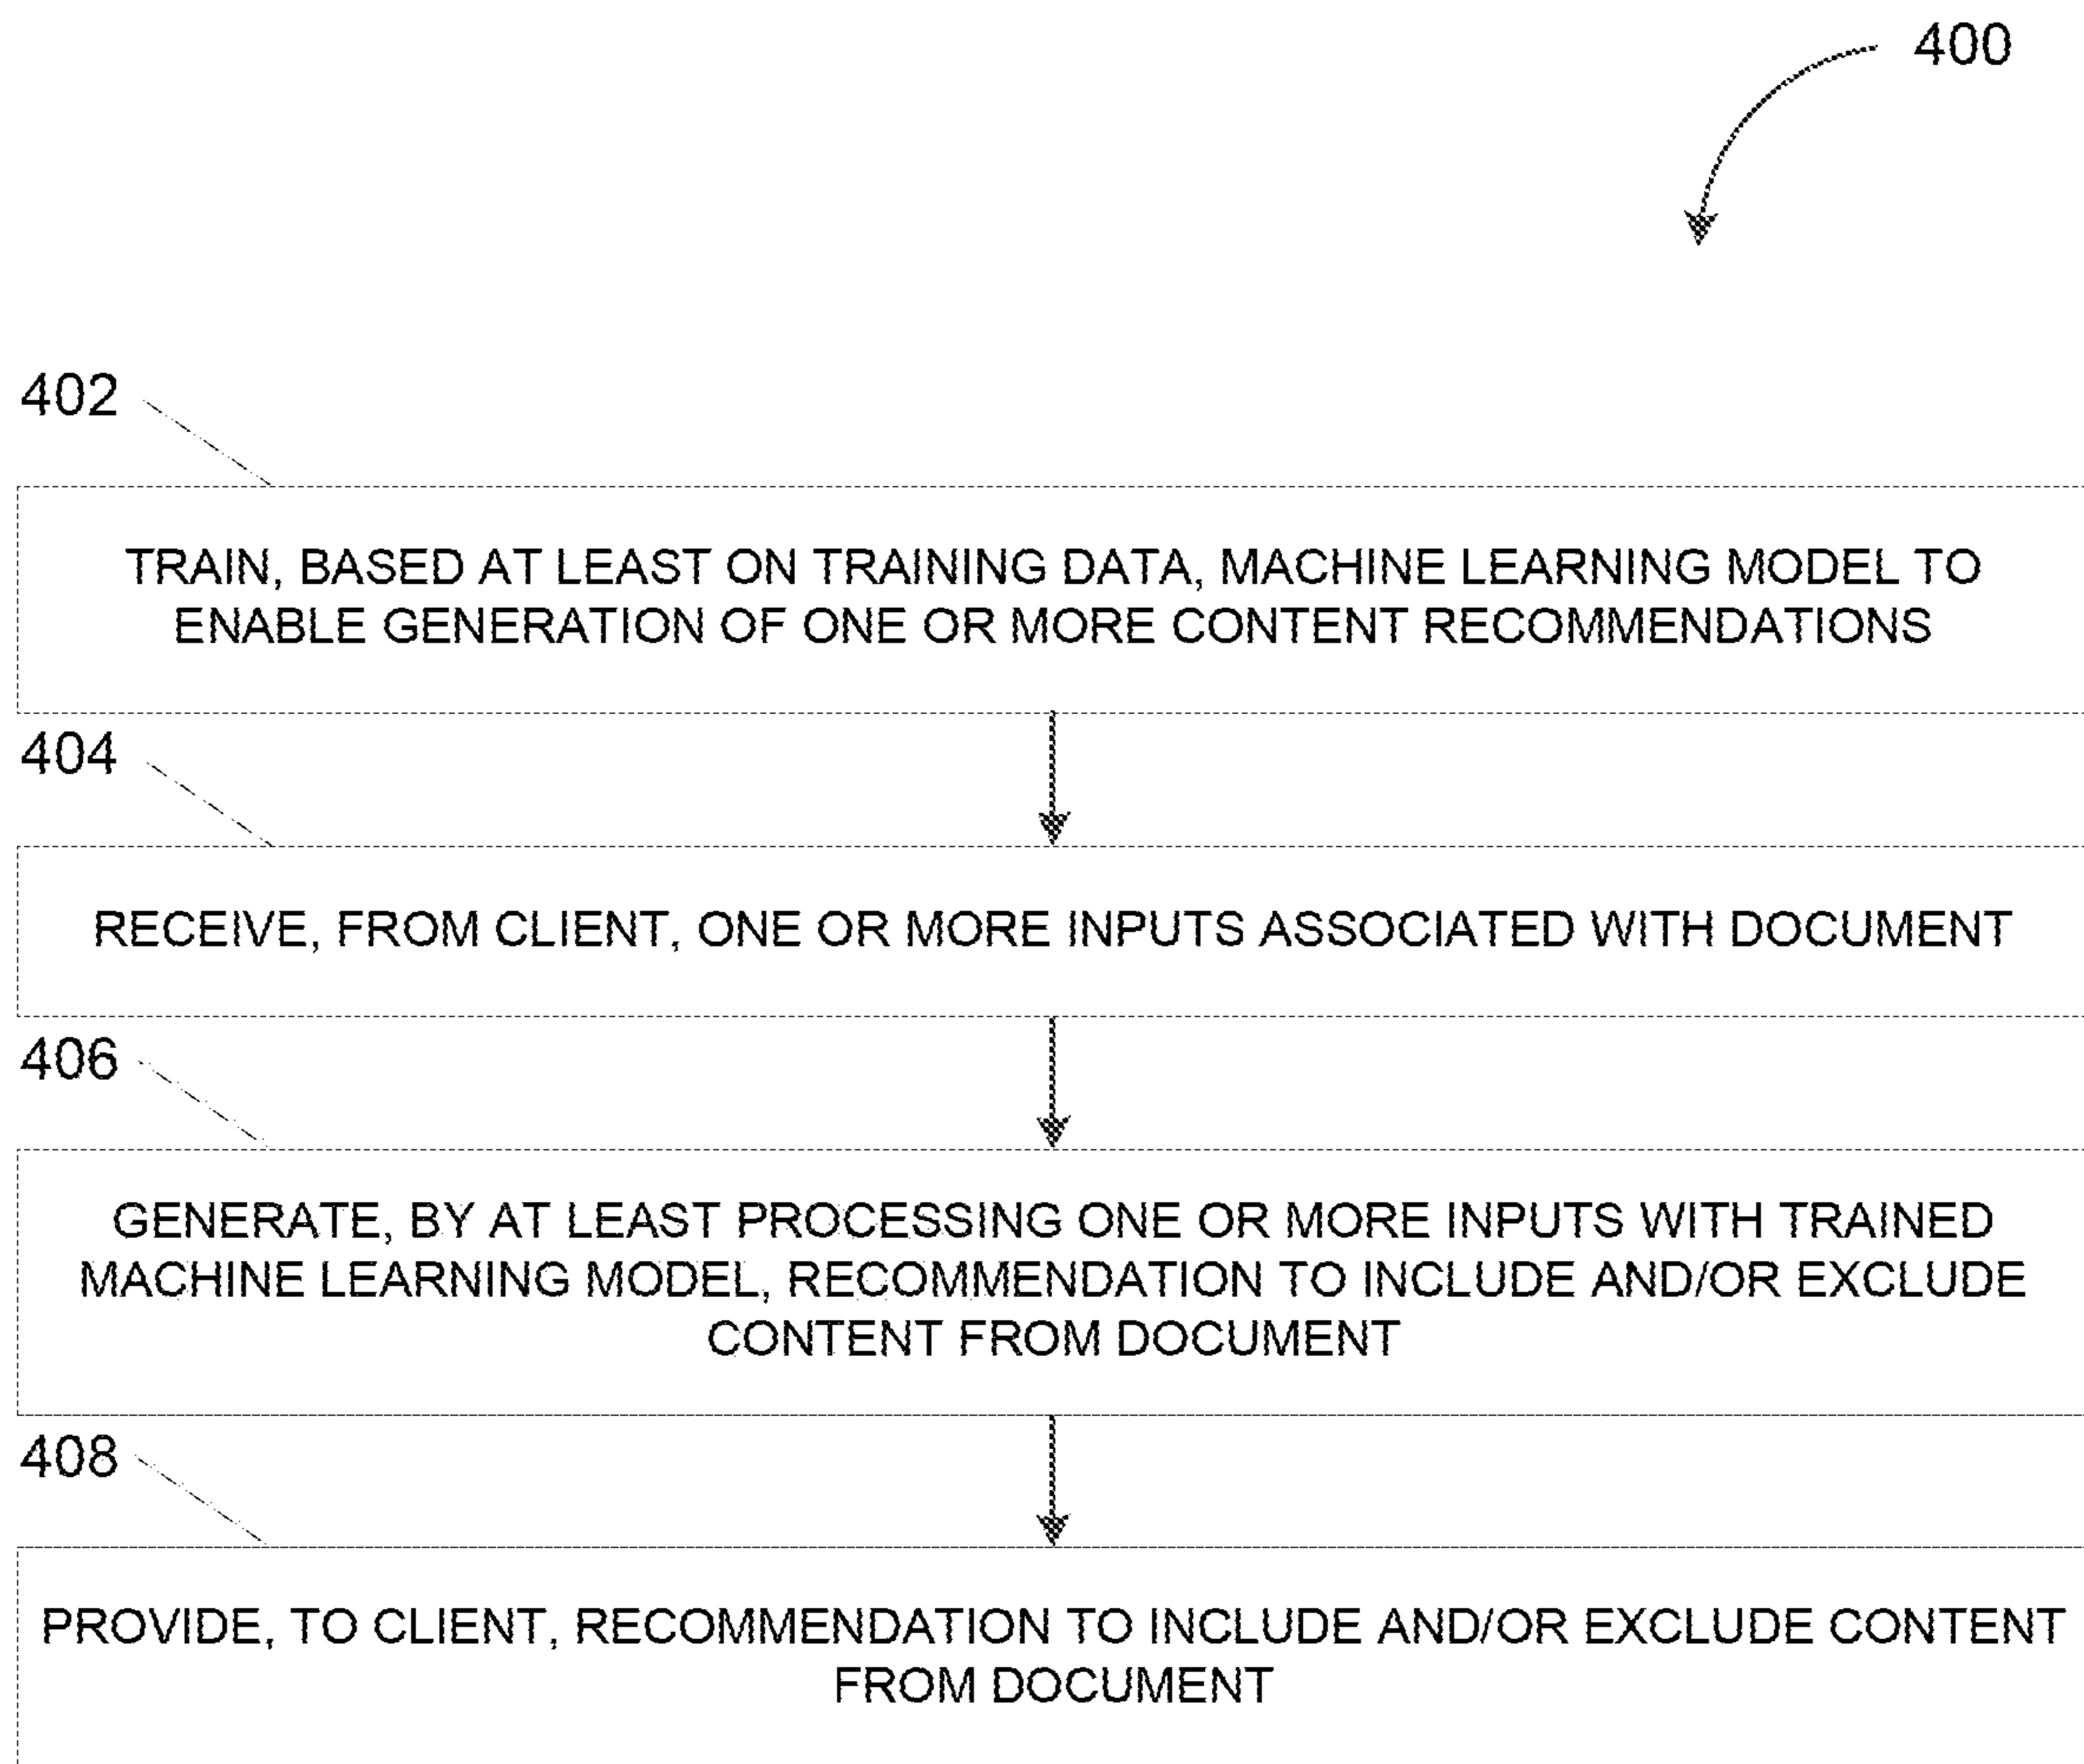 400
402
TRAIN, BASED AT LEAST ON TRAINING DATA, MACHINE LEARNING MODEL TO
ENABLE GENERATION OF ONE OR MORE CONTENT RECOMMENDATIONS
404
RECEIVE, FROM CLIENT, ONE OR MORE INPUTS ASSOCIATED WITH DOCUMENT
406
GENERATE, BY AT LEAST PROCESSING ONE OR MORE INPUTS WITH TRAINED
MACHINE LEARNING MODEL, RECOMMENDATION TO INCLUDE AND/OR EXCLUDE
CONTENT FROM DOCUMENT
408
PROVIDE, TO CLIENT, RECOMMENDATION TO INCLUDE AND/OR EXCLUDE CONTENT
FROM DOCUMENT